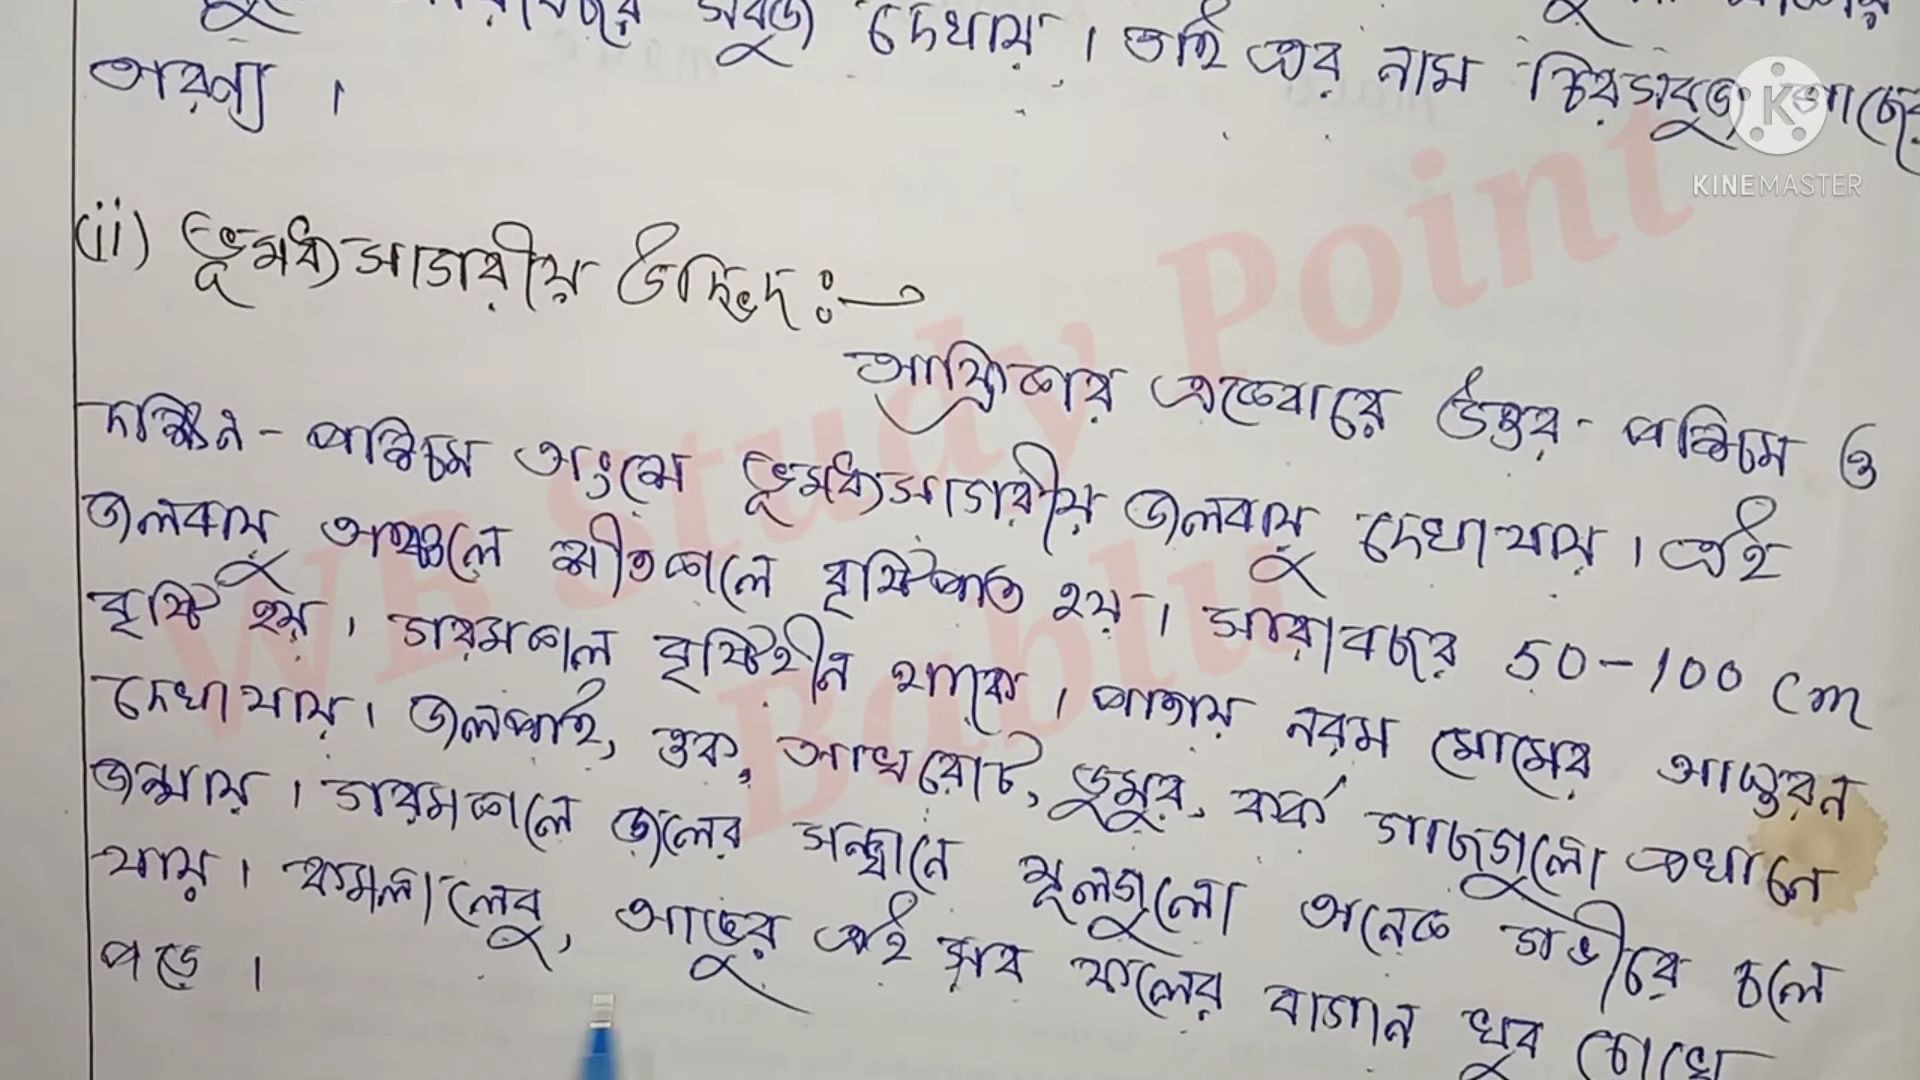 সবুজ দেখায়। তাই এর নাম চিরসবুজ গাছের
অরণ্য।
(ii) ভূমধ্যসাগরীয় উদ্ভিদ :→
আফ্রিকার একেবারে উত্তর-পশ্চিম ও
দক্ষিন-পশ্চিম অংশে ভূমধ্যসাগরীয় জলবায়ু দেখা যায়। এই
জলবায়ু অঞ্চলে শীতকালে বৃষ্টিপাত হয়। সারাবছর 50-100 cm
বৃষ্টি হয়। গরমকাল বৃষ্টিহীন থাকে। পাতায় নরম মোমের আস্তরন
দেখা যায়। জলপাই, ওক, আখরোট, ডুমুর, কর্ক গাছগুলো এখানে
জন্মায়। গরমকালে জলের সন্ধানে মূলগুলো অনেক গভীরে চলে
যায়। কমলালেবু, আঙুর এই সব ফলের বাগান খুব চোখে
পড়ে।
WB Study Point
Bablu
KINEMASTER